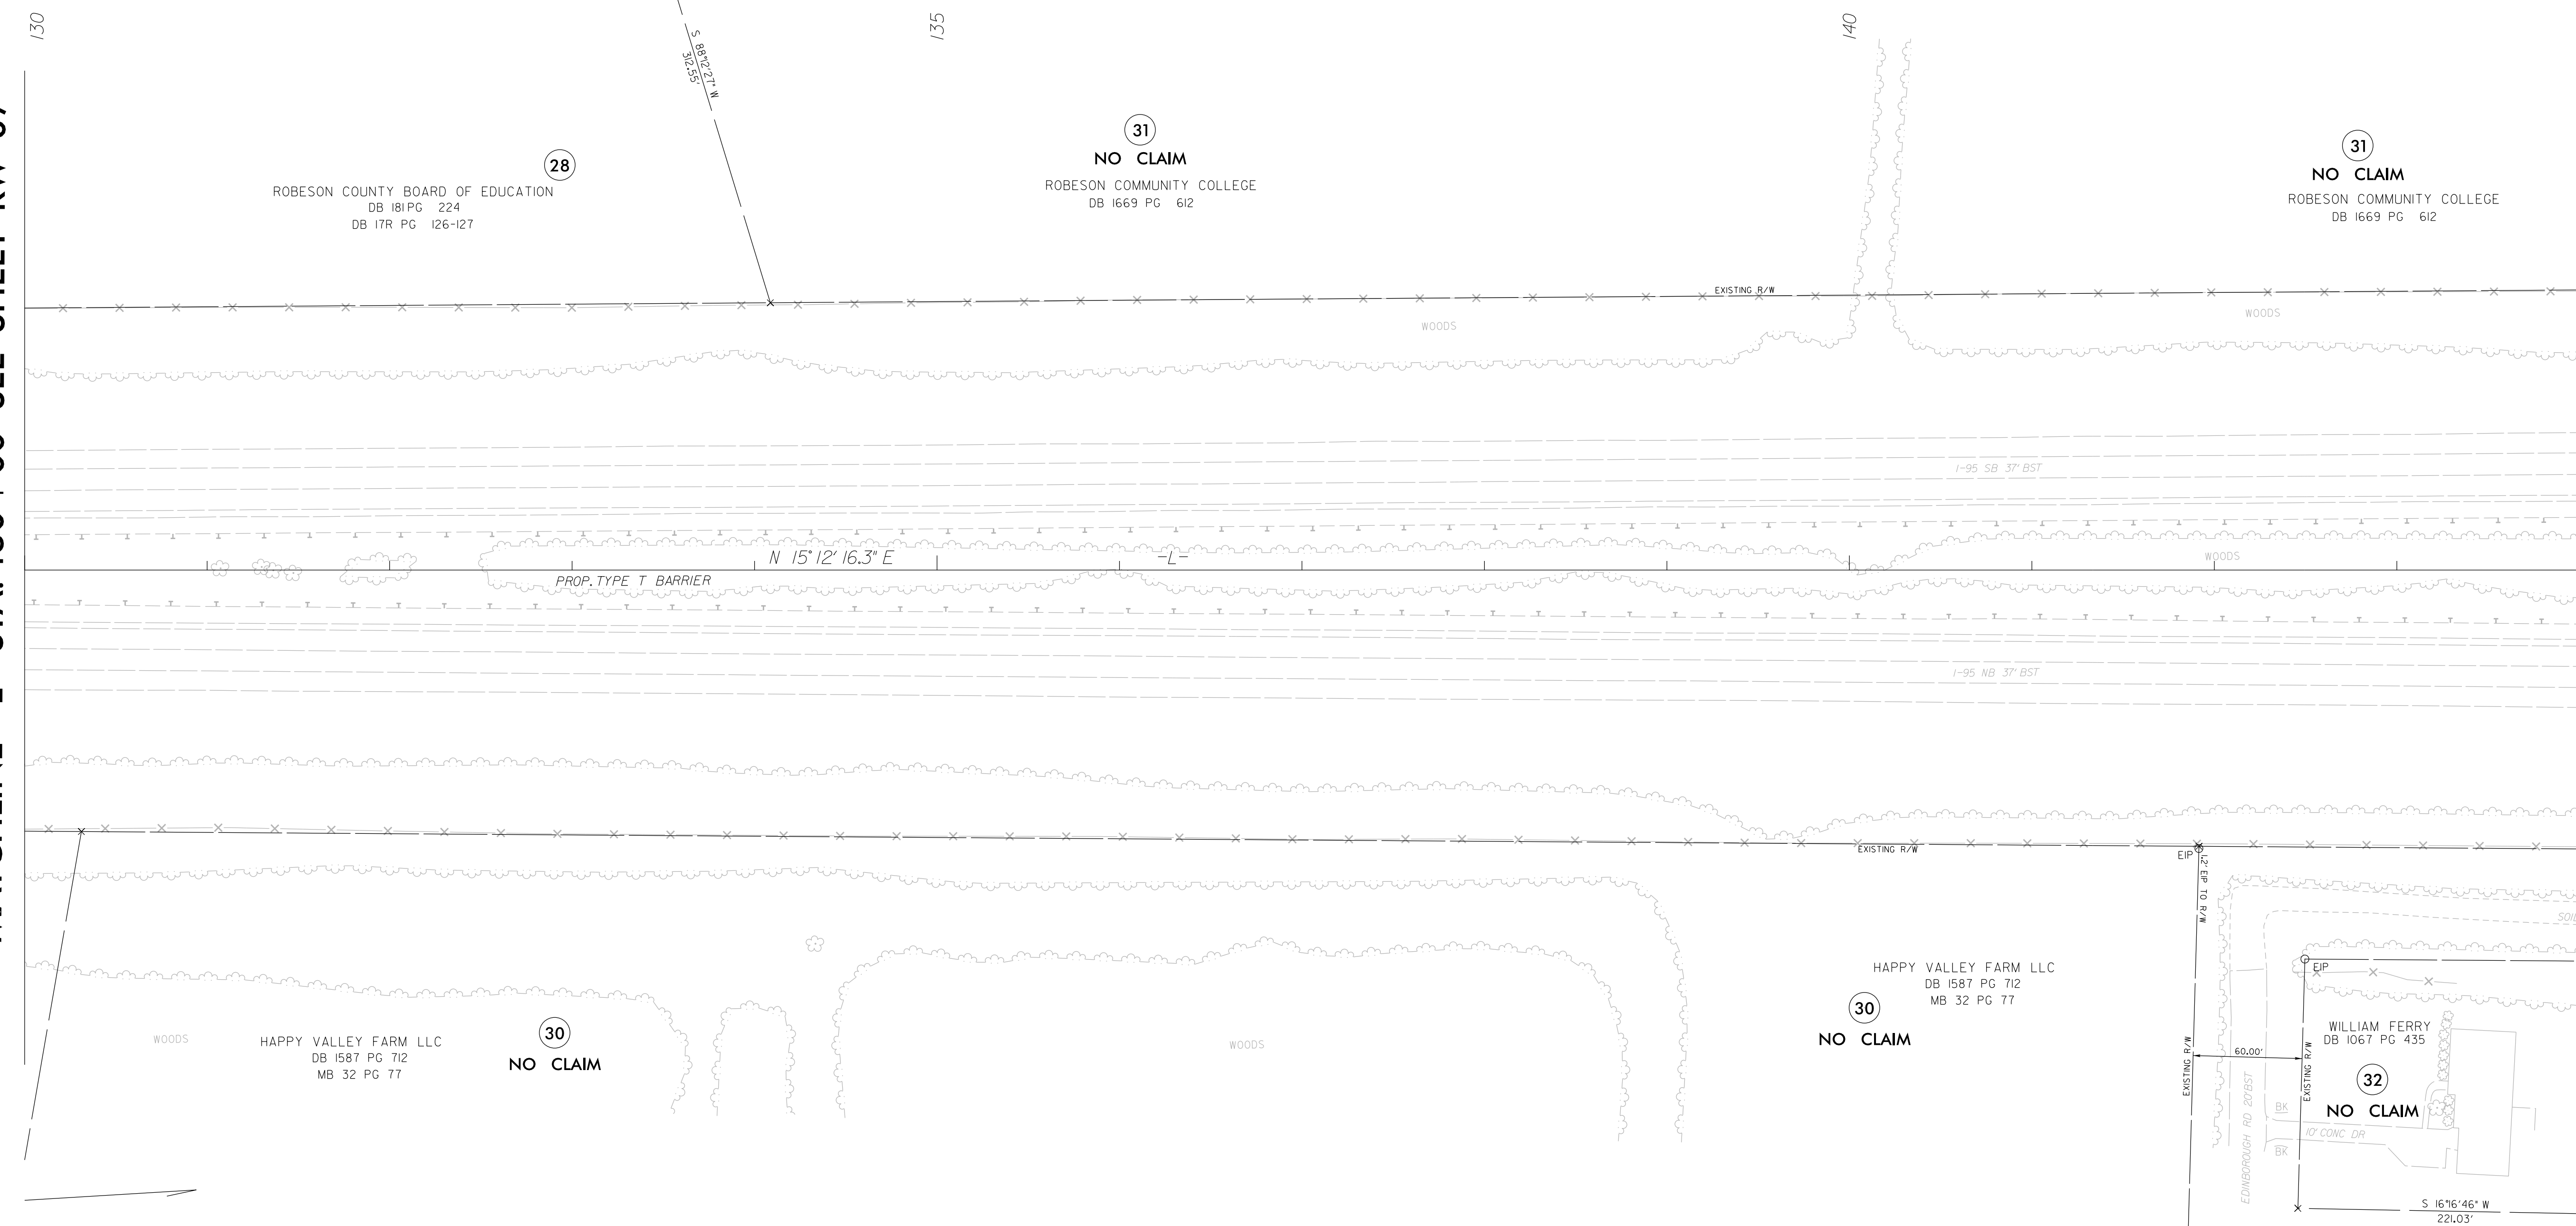 130
135
140
S 88°12'27" W
312.55'
28
ROBESON COUNTY BOARD OF EDUCATION
DB 181 PG 224
DB 17R PG 126-127
31
NO CLAIM
ROBESON COMMUNITY COLLEGE
DB 1669 PG 612
31
NO CLAIM
ROBESON COMMUNITY COLLEGE
DB 1669 PG 612
EXISTING R/W
WOODS
WOODS
I-95 SB 37' BST
N 15° 12' 16.3" E
-L-
WOODS
PROP. TYPE T BARRIER
I-95 NB 37' BST
EXISTING R/W
EIP
1.2' EIP TO R/W
EIP
HAPPY VALLEY FARM LLC
DB 1587 PG 712
MB 32 PG 77
30
NO CLAIM
WOODS
HAPPY VALLEY FARM LLC
DB 1587 PG 712
MB 32 PG 77
30
NO CLAIM
WOODS
EXISTING R/W
60.00'
EXISTING R/W
EDINBOROUGH RD 20' BST
WILLIAM FERRY
DB 1067 PG 435
32
NO CLAIM
BK
10' CONC DR
BK
S 16°16'46" W
221.03'